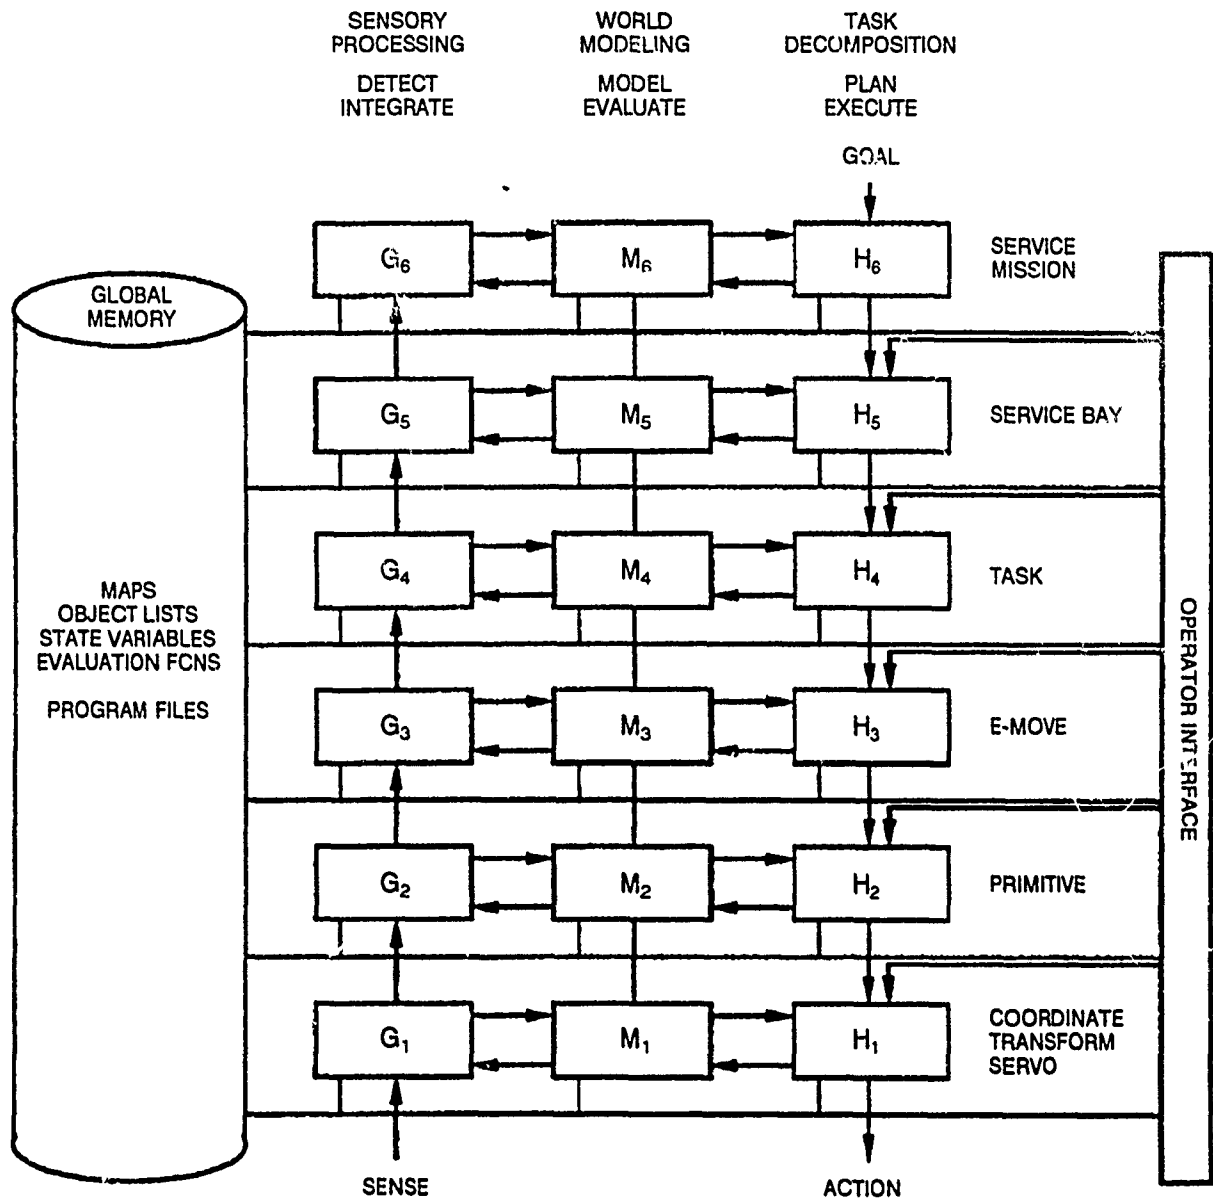 SENSORY
PROCESSING
DETECT
INTEGRATE
WORLD
MODELING
MODEL
EVALUATE
TASK
DECOMPOSITION
PLAN
EXECUTE
GOAL
G6
M6
H6
SERVICE
MISSION
GLOBAL
MEMORY
G5
M5
H5
SERVICE BAY
G4
M4
H4
TASK
MAPS
OBJECT LISTS
STATE VARIABLES
EVALUATION FCNS
PROGRAM FILES
G3
M3
H3
E-MOVE
OPERATOR INTERFACE
G2
M2
H2
PRIMITIVE
G1
M1
H1
COORDINATE
TRANSFORM
SERVO
SENSE
ACTION